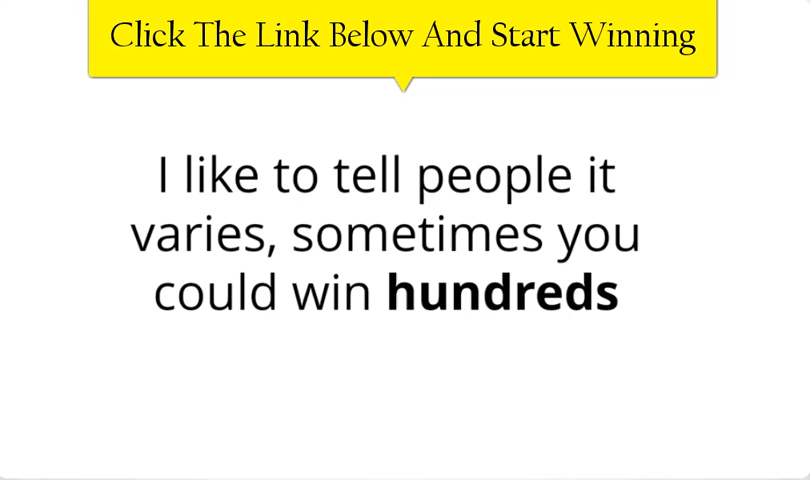 Click The Link Below And Start Winning
I like to tell people it
varies, sometimes you
could win hundreds